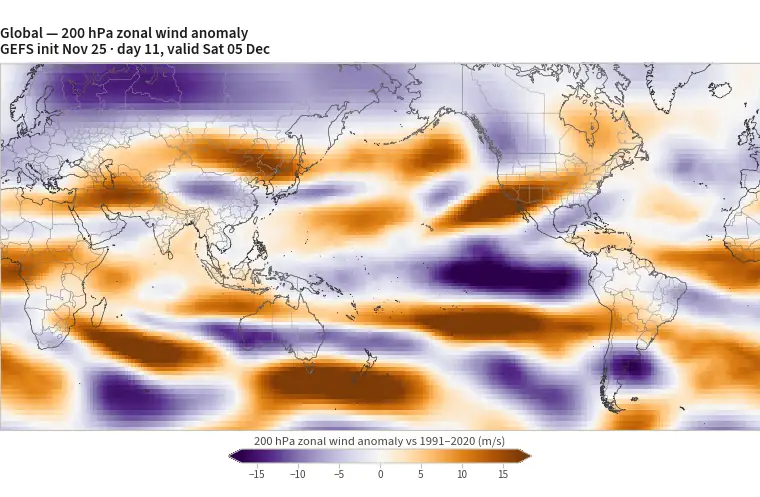 Global — 200 hPa zonal wind anomaly
GEFS init Nov 25 · day 11, valid Sat 05 Dec
200 hPa zonal wind anomaly vs 1991–2020 (m/s)
−15 −10 −5 0 5 10 15